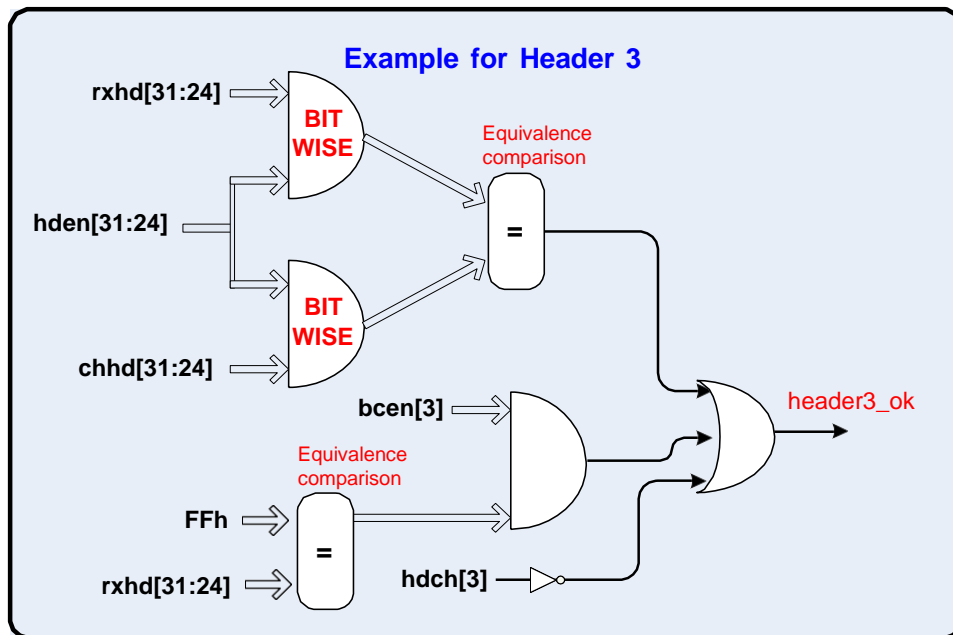 Example for Header 3
rxhd[31:24]
BIT
WISE
Equivalence
comparison
hden[31:24]
=
BIT
WISE
chhd[31:24]
bcen[3]
header3_ok
Equivalence
comparison
FFh
=
rxhd[31:24]
hdch[3]